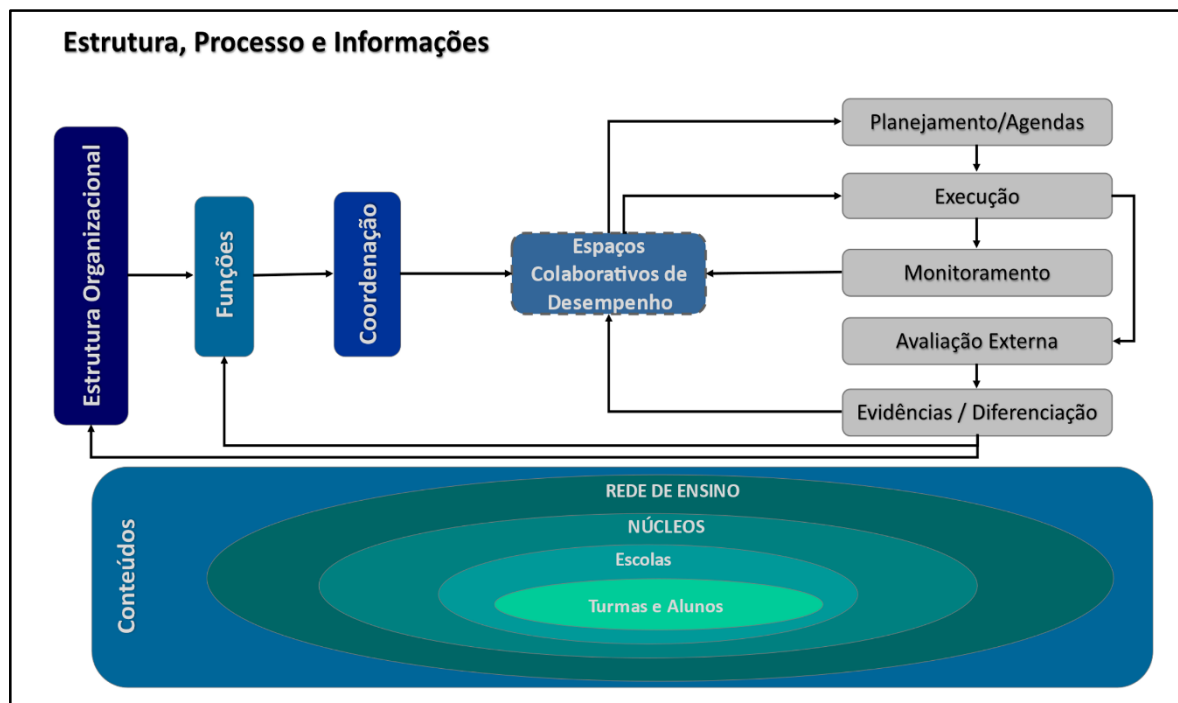 Estrutura, Processo e Informações
Estrutura Organizacional
Funções
Coordenação
Espaços
Colaborativos de
Desempenho
Planejamento/Agendas
Execução
Monitoramento
Avaliação Externa
Evidências / Diferenciação
Conteúdos
REDE DE ENSINO
NÚCLEOS
Escolas
Turmas e Alunos